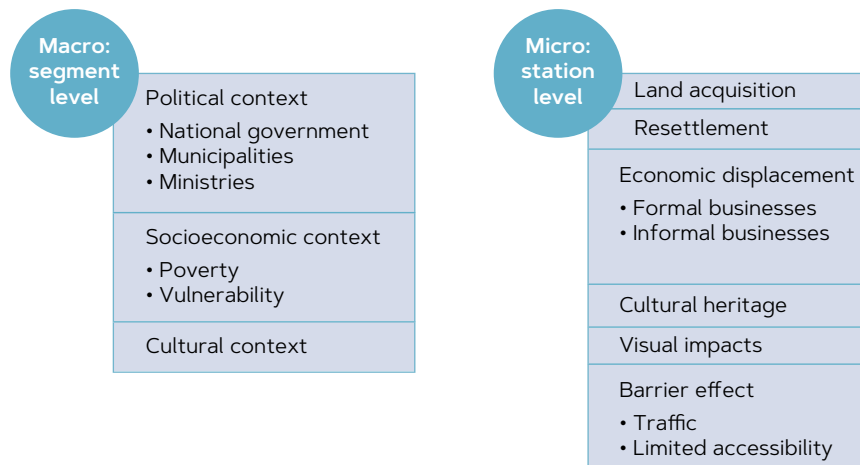 Macro:
segment
level
Political context
• National government
• Municipalities
• Ministries
Socioeconomic context
• Poverty
• Vulnerability
Cultural context
Micro:
station
level
Land acquisition
Resettlement
Economic displacement
• Formal businesses
• Informal businesses
Cultural heritage
Visual impacts
Barrier effect
• Traffic
• Limited accessibility